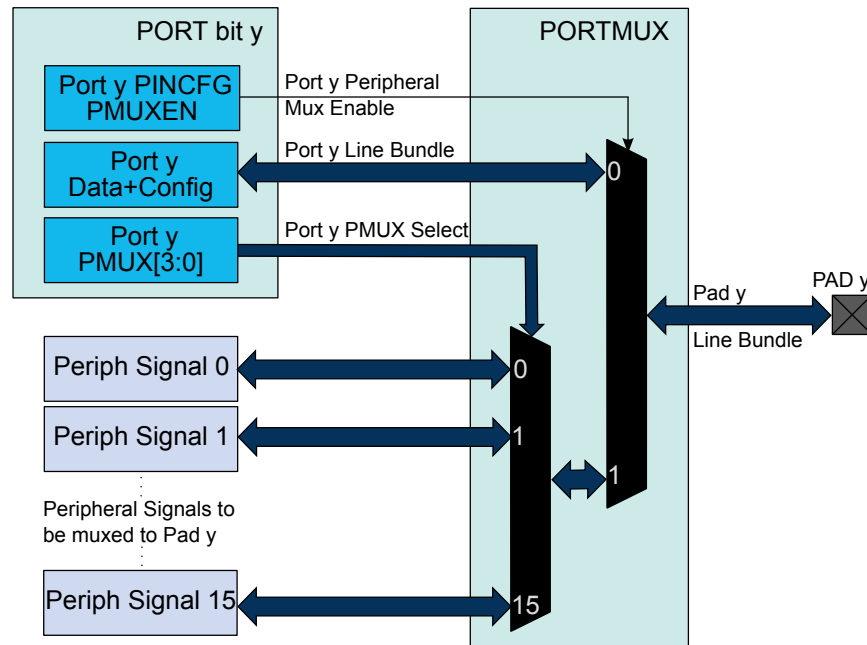 PORT bit y
PORTMUX
Port y PINCFG
PMUXEN
Port y Peripheral
Mux Enable
Port y
Data+Config
Port y Line Bundle
0
Port y
PMUX[3:0]
Port y PMUX Select
Pad y
Line Bundle
PAD y
Periph Signal 0
0
Periph Signal 1
1
1
Peripheral Signals to
be muxed to Pad y
Periph Signal 15
15